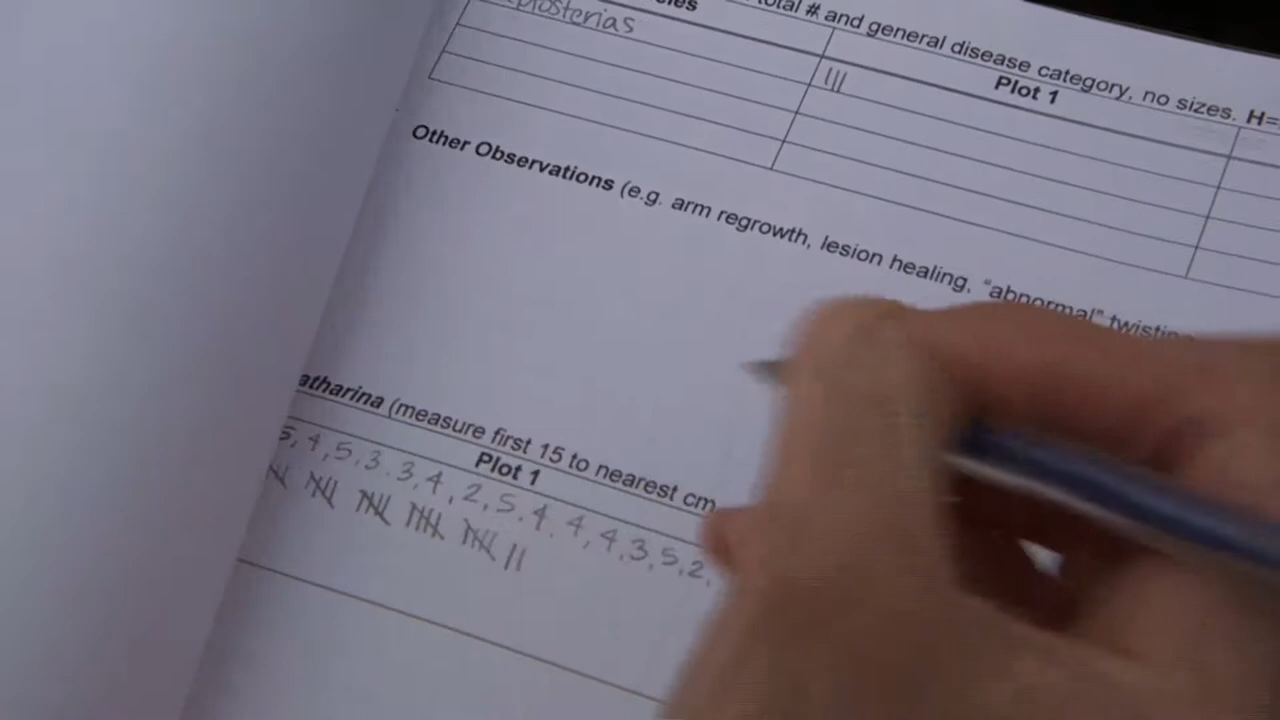 total # and general disease category, no sizes. H=
Plot 1
|||
Other Observations (e.g. arm regrowth, lesion healing, “abnormal” twisting
atharina (measure first 15 to nearest cm
Plot 1
5, 4, 5, 3, 3, 4, 2, 5, 4, 4, 4, 3, 5, 2,